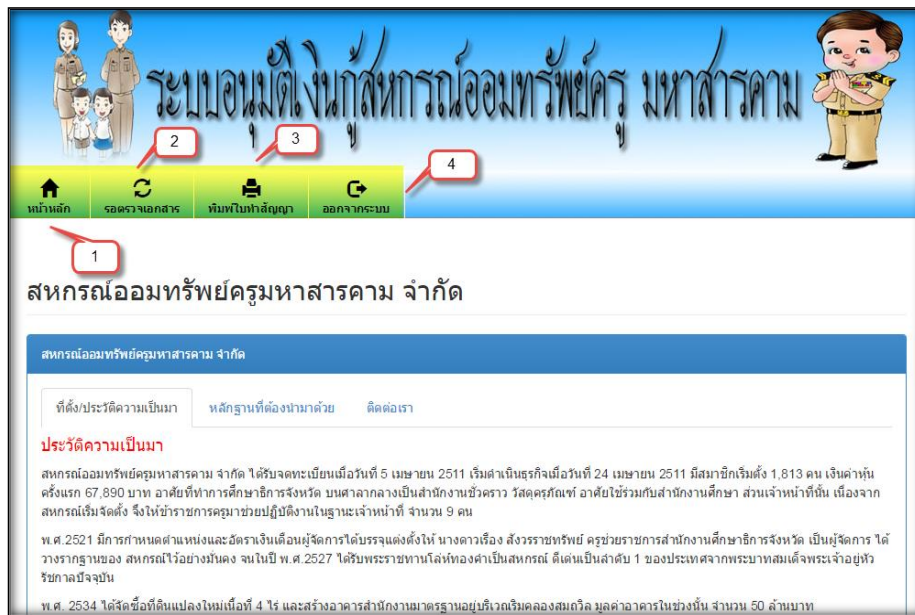 ระบบอนุมัติเงินกู้สหกรณ์ออมทรัพย์ครู มหาสารคาม
2
3
4
หน้าหลัก
รอตรวจเอกสาร
พิมพ์ใบทำสัญญา
ออกจากระบบ
1
สหกรณ์ออมทรัพย์ครูมหาสารคาม จำกัด
สหกรณ์ออมทรัพย์ครูมหาสารคาม จำกัด
ที่ตั้ง/ประวัติความเป็นมา
หลักฐานที่ต้องนำมาด้วย
ติดต่อเรา
ประวัติความเป็นมา
สหกรณ์ออมทรัพย์ครูมหาสารคาม จำกัด ได้รับจดทะเบียนเมื่อวันที่ 5 เมษายน 2511 เริ่มดำเนินธุรกิจเมื่อวันที่ 24 เมษายน 2511 มีสมาชิกเริ่มตั้ง 1,813 คน เงินค่าหุ้น
ครั้งแรก 67,890 บาท อาศัยที่ทำการศึกษาธิการจังหวัด บนศาลากลางเป็นสำนักงานชั่วคราว วัสดุครุภัณฑ์ อาศัยใช้ร่วมกับสำนักงานศึกษา ส่วนเจ้าหน้าที่นั้น เนื่องจาก
สหกรณ์เริ่มจัดตั้ง จึงให้ข้าราชการครูมาช่วยปฏิบัติงานในฐานะเจ้าหน้าที่ จำนวน 9 คน
พ.ศ.2521 มีการกำหนดตำแหน่งและอัตราเงินเดือนผู้จัดการได้บรรจุแต่งตั้งให้ นางดาวเรือง สังวรราชทรัพย์ ครูช่วยราชการสำนักงานศึกษาธิการจังหวัด เป็นผู้จัดการ ได้
วางรากฐานของ สหกรณ์ไว้อย่างมั่นคง จนในปี พ.ศ.2527 ได้รับพระราชทานโล่ห์ทองคำเป็นสหกรณ์ ดีเด่นเป็นลำดับ 1 ของประเทศจากพระบาทสมเด็จพระเจ้าอยู่หัว
รัชกาลปัจจุบัน
พ.ศ. 2534 ได้จัดซื้อที่ดินแปลงใหม่เนื้อที่ 4 ไร่ และสร้างอาคารสำนักงานมาตรฐานอยู่บริเวณริมคลองสมถวิล มูลค่าอาคารในช่วงนั้น จำนวน 50 ล้านบาท